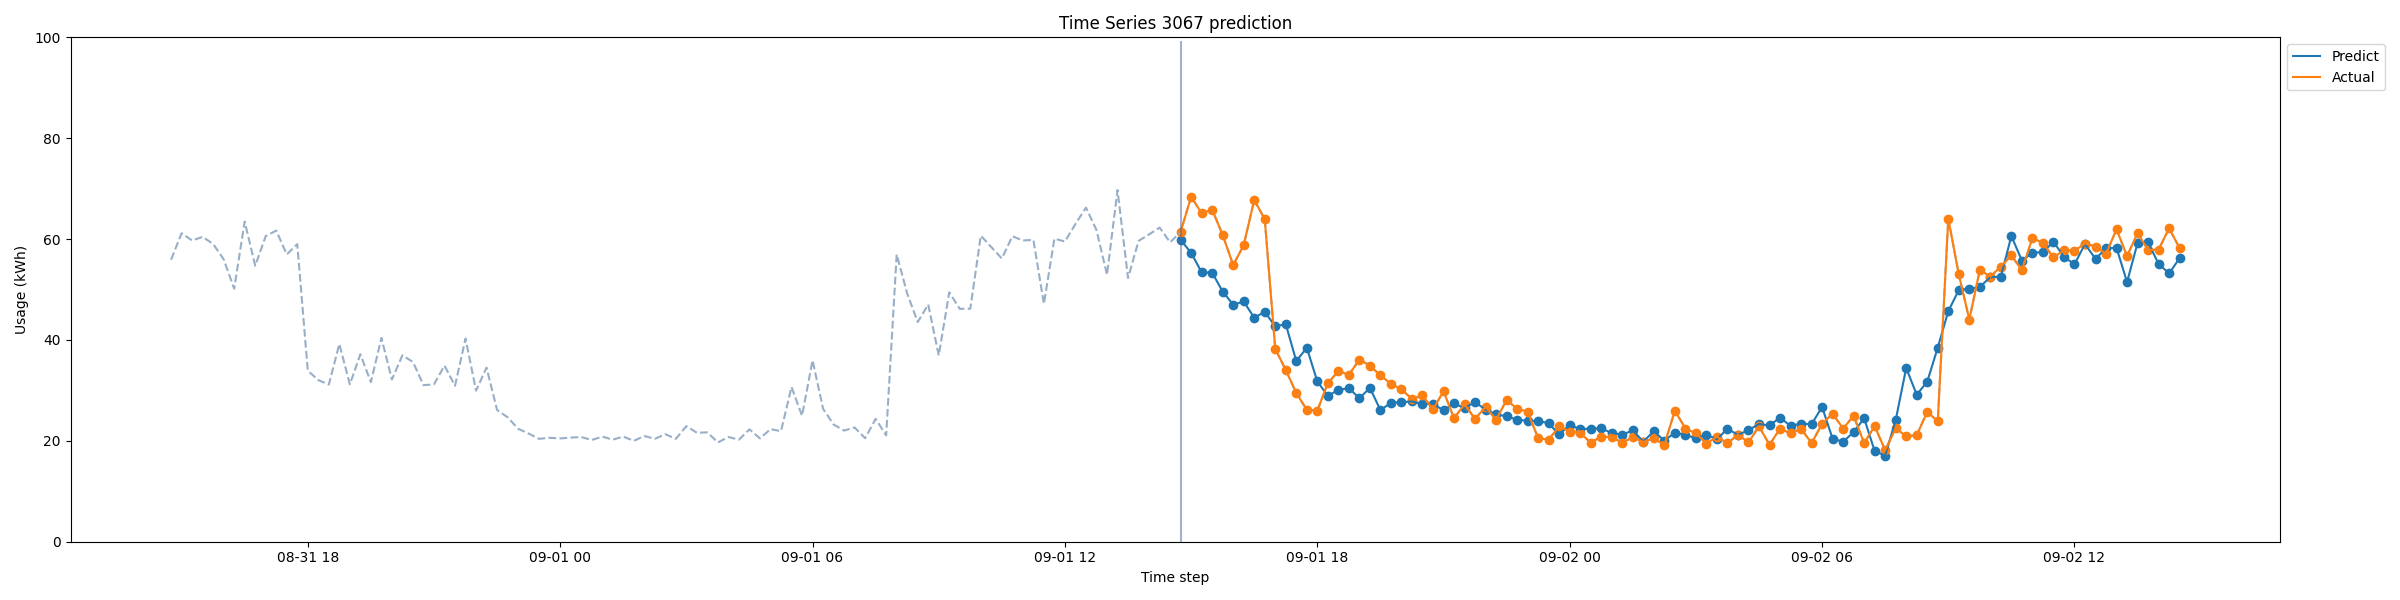 Time Series 3067 prediction
100
80
60
40
20
0
Usage (kWh)
08-31 18
09-01 00
09-01 06
09-01 12
09-01 18
09-02 00
09-02 06
09-02 12
Time step
Predict
Actual